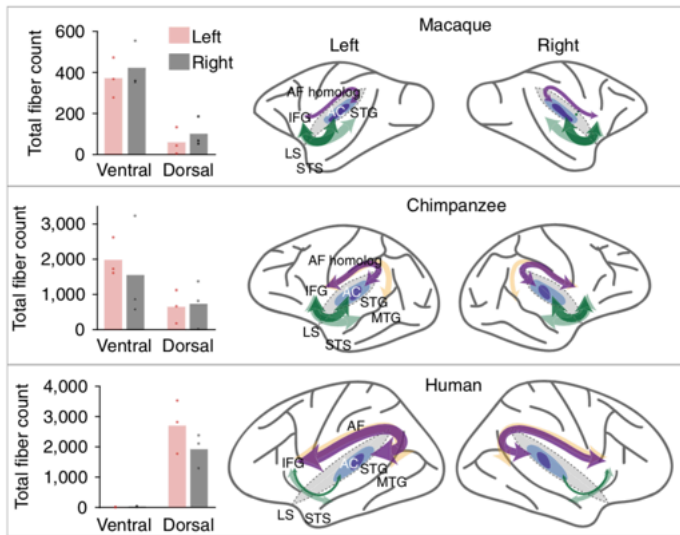 Macaque
600
400
200
0
Total fiber count
Left
Right
Ventral
Dorsal
Left
Right
AF homolog
IFG
AC
STG
LS
STS
Chimpanzee
3,000
2,000
1,000
0
Total fiber count
Ventral
Dorsal
AF homolog
IFG
AC
STG
MTG
LS
STS
Human
4,000
3,000
2,000
1,000
0
Total fiber count
Ventral
Dorsal
AF
IFG
AC
STG
MTG
LS
STS